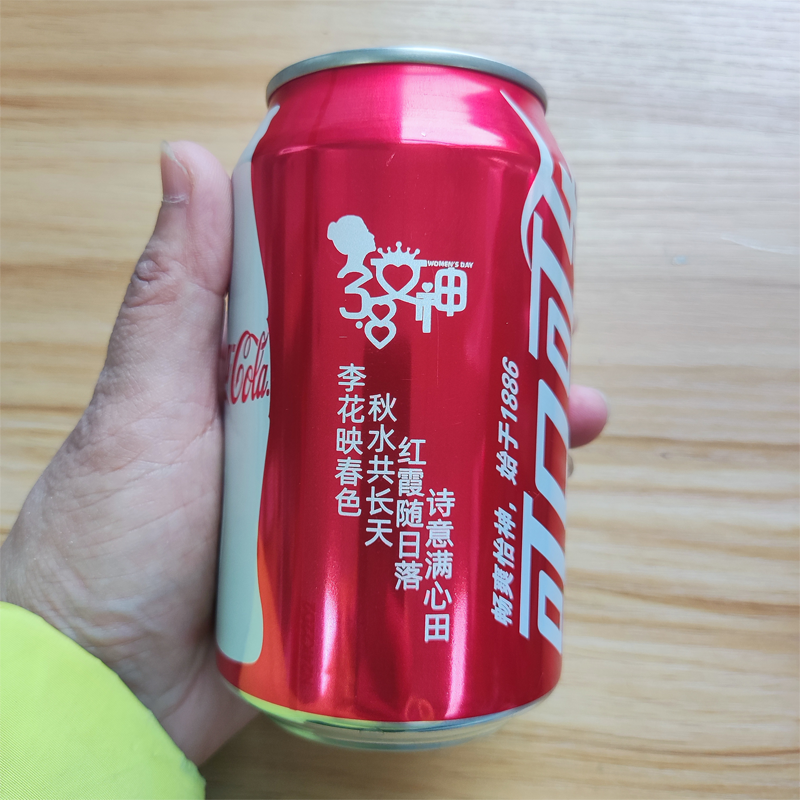 Cola
3.8 女神
WOMEN'S DAY
李花映春色
秋水共长天
红霞随日落
诗意满心田
畅爽怡神，始于1886
可口可乐